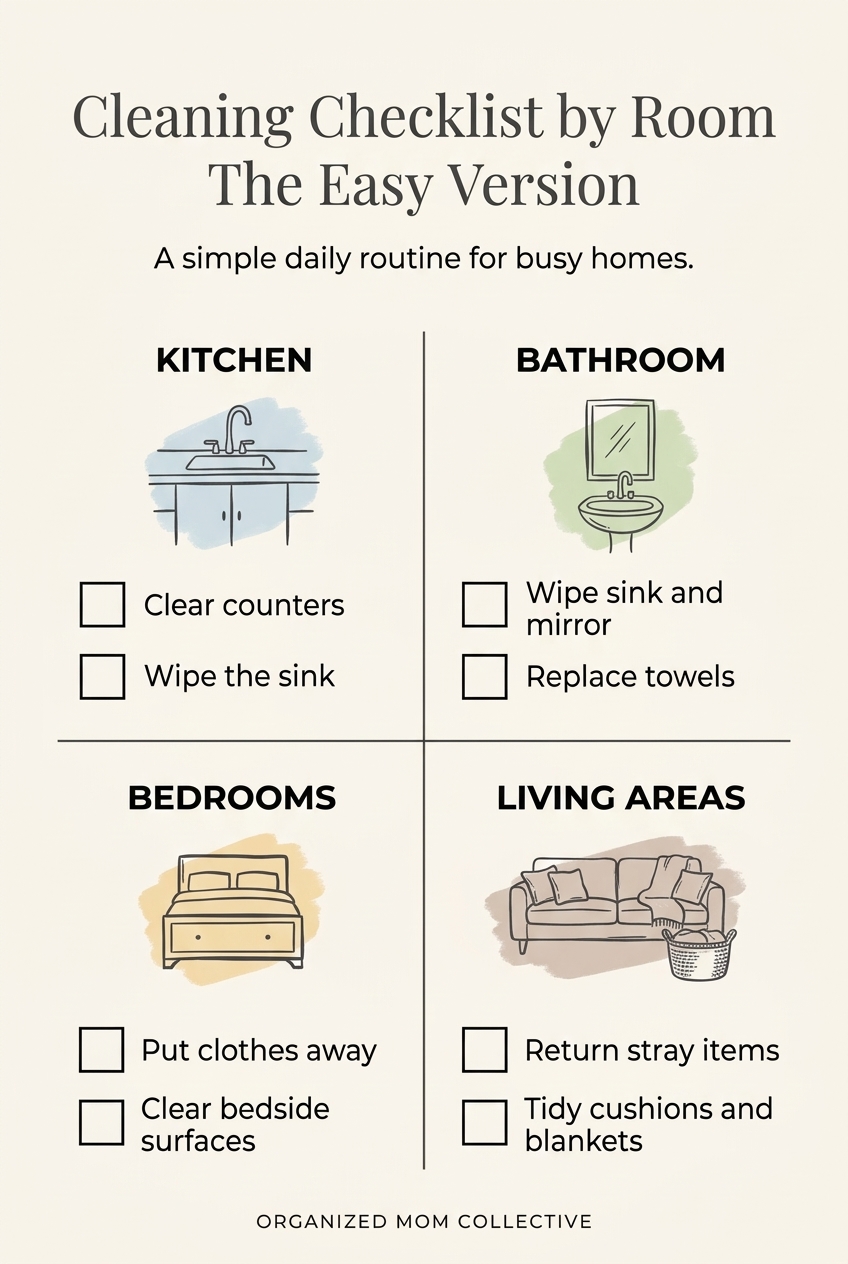 Cleaning Checklist by Room
The Easy Version
A simple daily routine for busy homes.
KITCHEN
Clear counters
Wipe the sink
BATHROOM
Wipe sink and
mirror
Replace towels
BEDROOMS
Put clothes away
Clear bedside
surfaces
LIVING AREAS
Return stray items
Tidy cushions and
blankets
ORGANIZED MOM COLLECTIVE